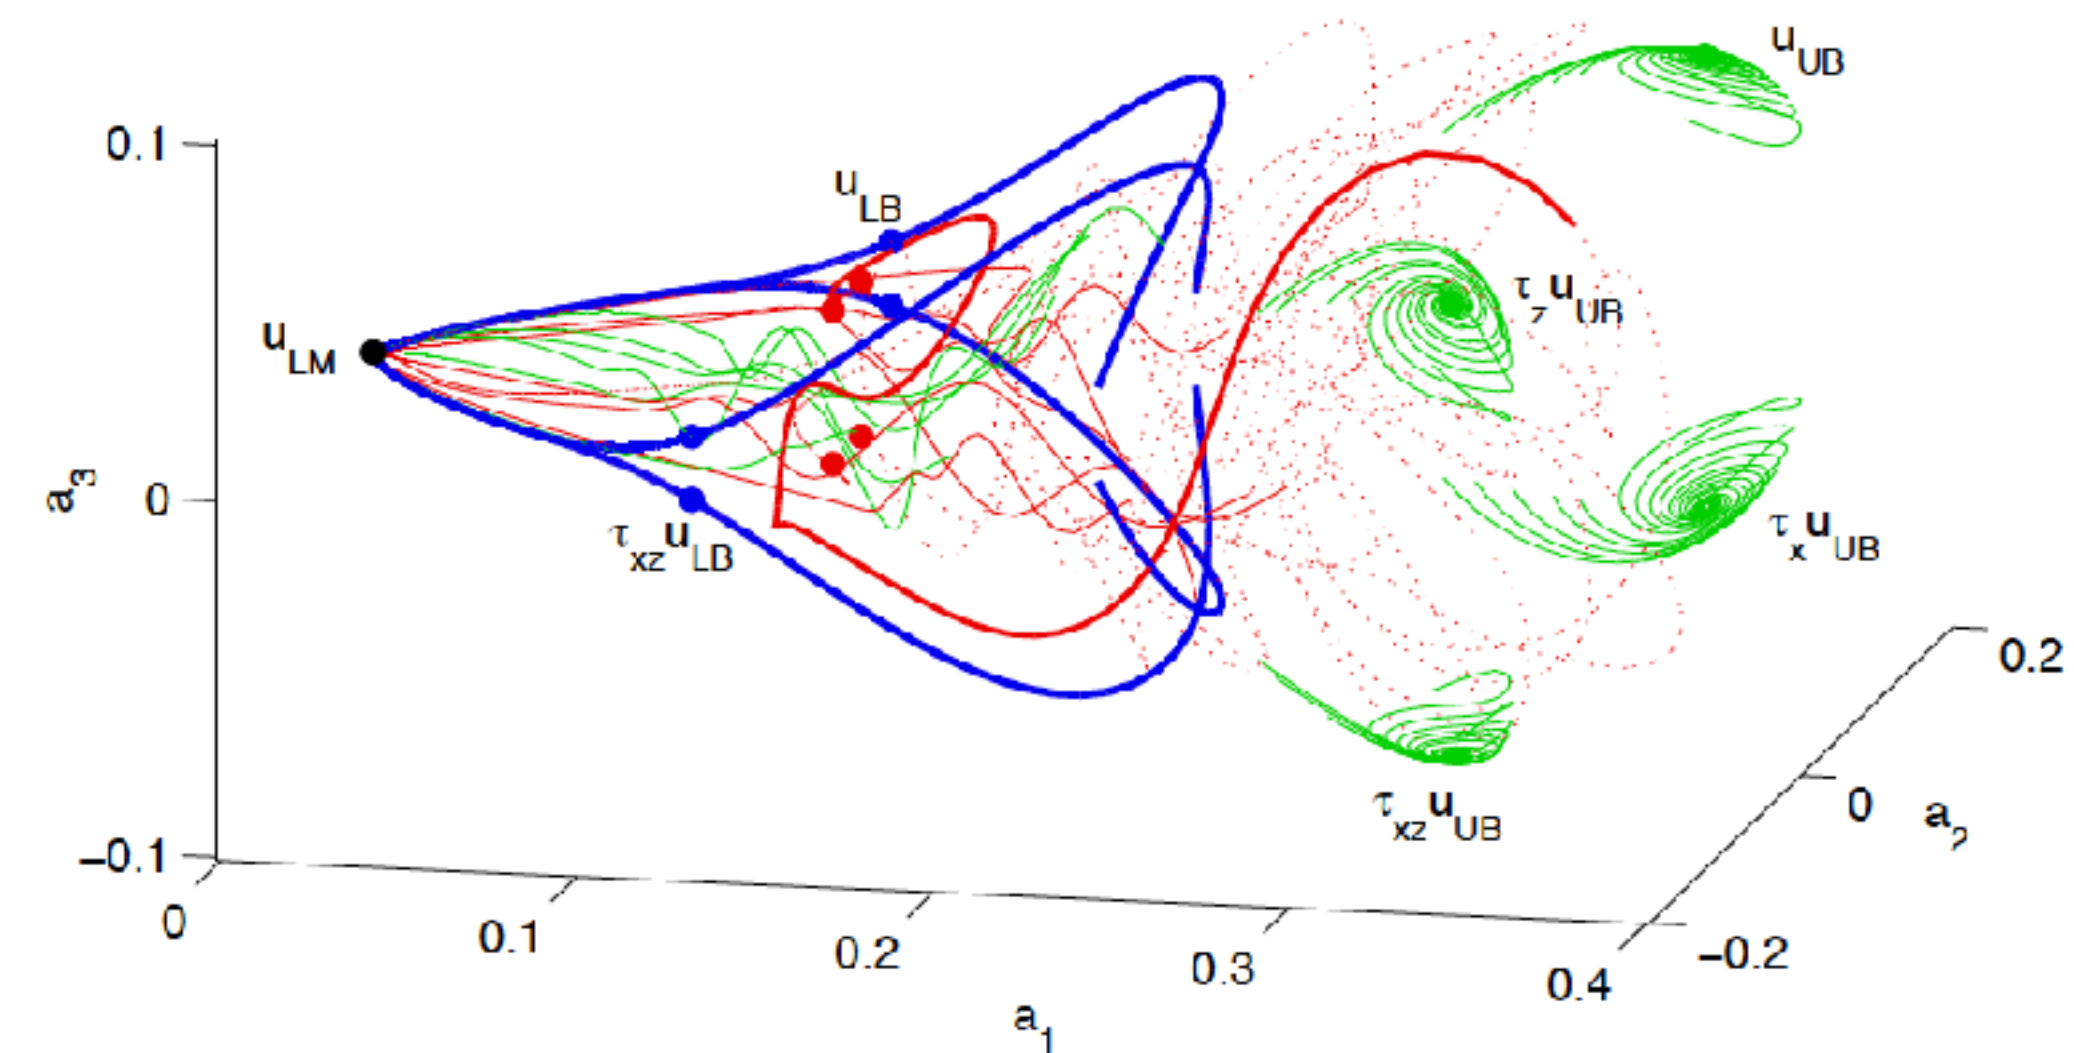 u_UB
0.1
u_LB
τ_z u_UB
u_LM
a_3
0
τ_xz u_LB
τ_x u_UB
0.2
τ_xz u_UB
0
a_2
-0.1
0
0.1
0.2
0.3
0.4
-0.2
a_1